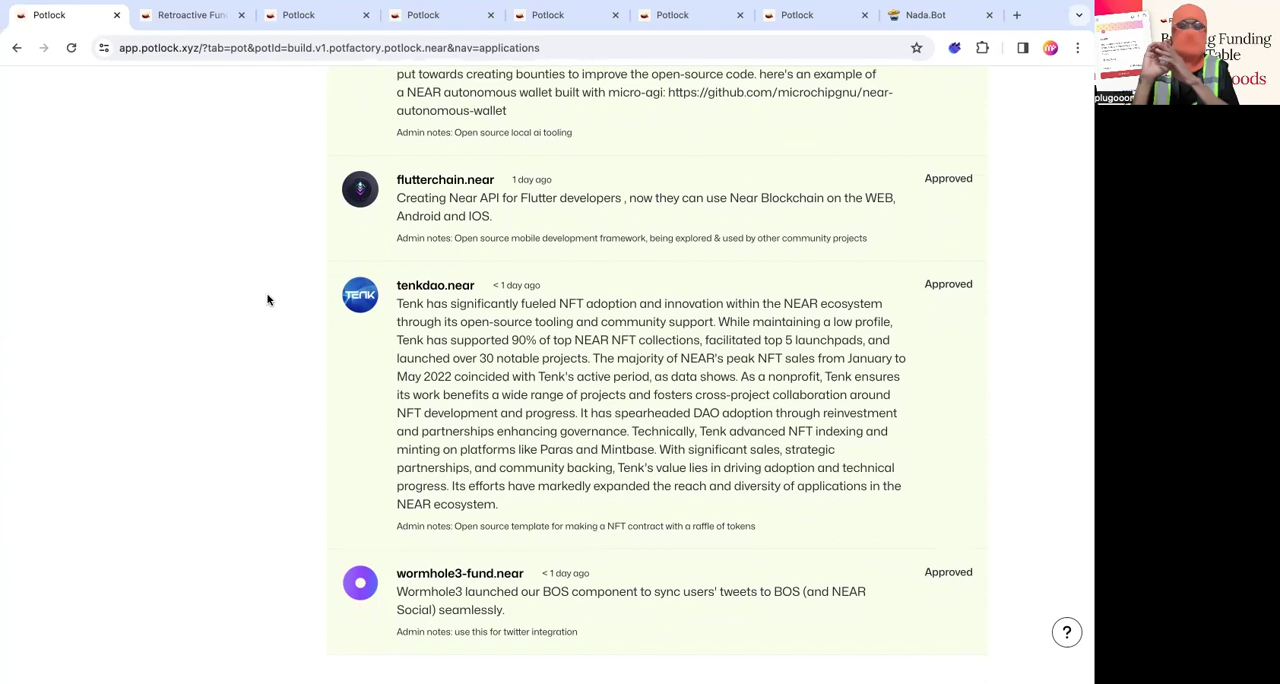 Potlock
Retroactive Fun
Potlock
Potlock
Potlock
Potlock
Potlock
Nada.Bot
app.potlock.xyz/?tab=pot&potId=build.v1.potfactory.potlock.near&nav=applications
MP
g Funding
Table
oods
plugooor
put towards creating bounties to improve the open-source code. here's an example of
a NEAR autonomous wallet built with micro-agi: https://github.com/microchipgnu/near-
autonomous-wallet
Admin notes: Open source local ai tooling
flutterchain.near 1 day ago Approved
Creating Near API for Flutter developers , now they can use Near Blockchain on the WEB,
Android and IOS.
Admin notes: Open source mobile development framework, being explored & used by other community projects
TENK
tenkdao.near < 1 day ago Approved
Tenk has significantly fueled NFT adoption and innovation within the NEAR ecosystem
through its open-source tooling and community support. While maintaining a low profile,
Tenk has supported 90% of top NEAR NFT collections, facilitated top 5 launchpads, and
launched over 30 notable projects. The majority of NEAR's peak NFT sales from January to
May 2022 coincided with Tenk's active period, as data shows. As a nonprofit, Tenk ensures
its work benefits a wide range of projects and fosters cross-project collaboration around
NFT development and progress. It has spearheaded DAO adoption through reinvestment
and partnerships enhancing governance. Technically, Tenk advanced NFT indexing and
minting on platforms like Paras and Mintbase. With significant sales, strategic
partnerships, and community backing, Tenk's value lies in driving adoption and technical
progress. Its efforts have markedly expanded the reach and diversity of applications in the
NEAR ecosystem.
Admin notes: Open source template for making a NFT contract with a raffle of tokens
wormhole3-fund.near < 1 day ago Approved
Wormhole3 launched our BOS component to sync users' tweets to BOS (and NEAR
Social) seamlessly.
Admin notes: use this for twitter integration
?